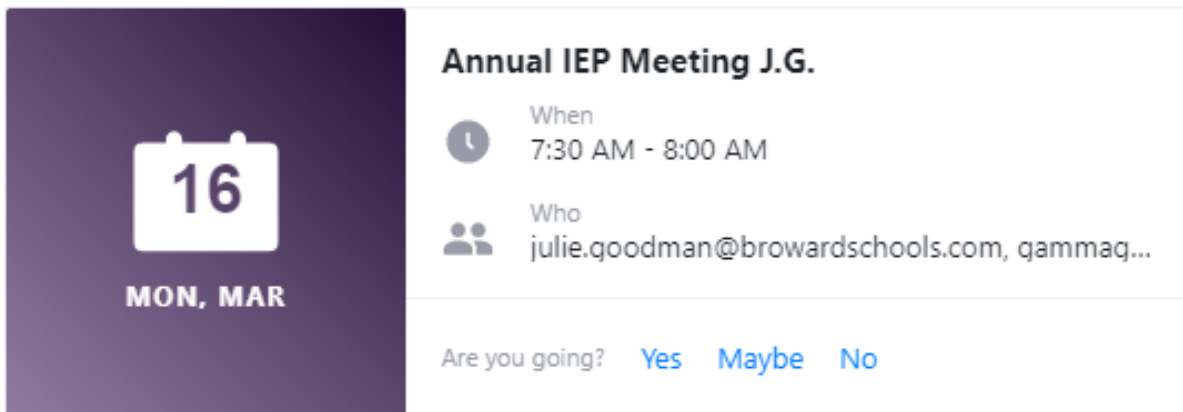 16
MON, MAR
Annual IEP Meeting J.G.
When
7:30 AM - 8:00 AM
Who
julie.goodman@browardschools.com, gammag...
Are you going? Yes Maybe No